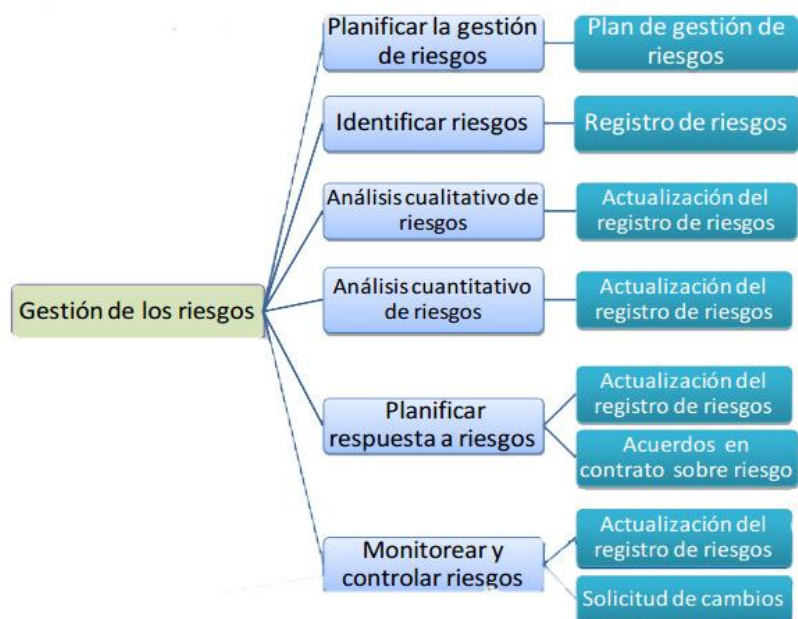 Planificar la gestión
de riesgos
Plan de gestión de
riesgos
Identificar riesgos
Registro de riesgos
Análisis cualitativo de
riesgos
Actualización del
registro de riesgos
Gestión de los riesgos
Análisis cuantitativo
de riesgos
Actualización del
registro de riesgos
Planificar
respuesta a riesgos
Actualización del
registro de riesgos
Acuerdos en
contrato sobre riesgo
Monitorear y
controlar riesgos
Actualización del
registro de riesgos
Solicitud de cambios